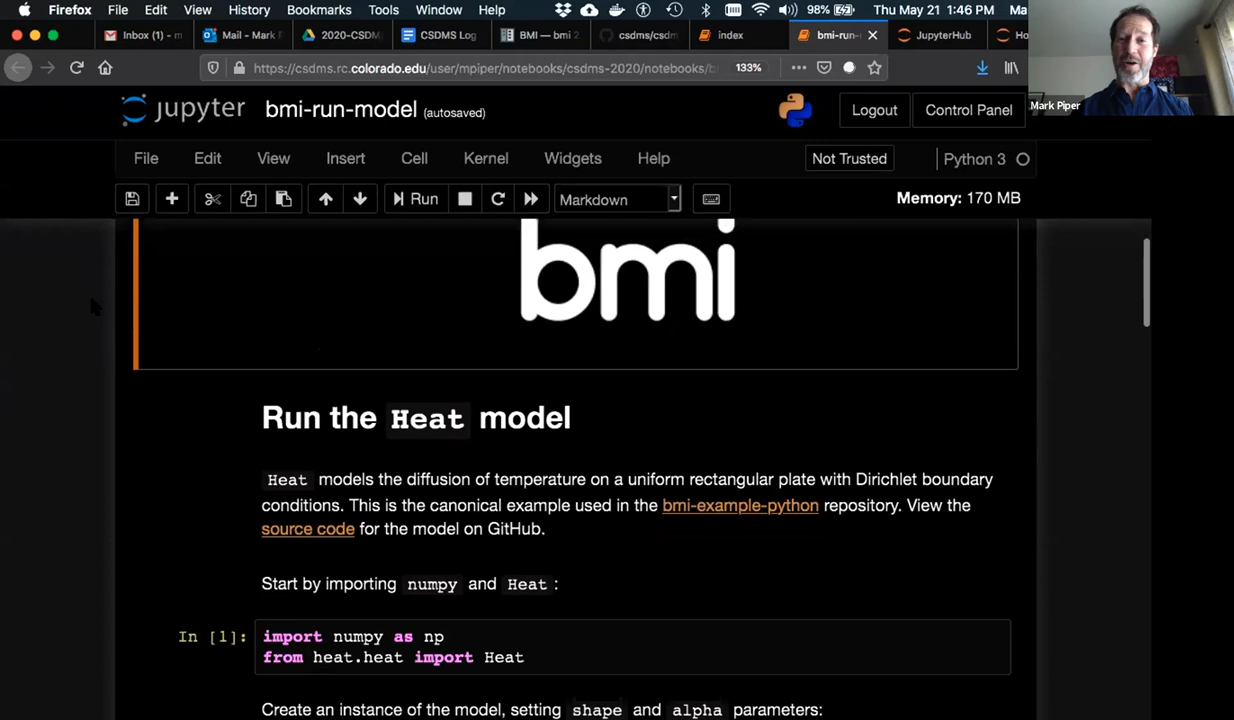 Firefox File Edit View History Bookmarks Tools Window Help 98% Thu May 21 1:46 PM Ma
Inbox (1) - m Mail - Mark 2020-CSDM CSDMS Log BMI — bmi 2 csdms/csdm index bmi-run- JupyterHub Ho
https://csdms.rc.colorado.edu/user/mpiper/notebooks/csdms-2020/notebooks/b 133%
Mark Piper
jupyter bmi-run-model (autosaved) Logout Control Panel
File Edit View Insert Cell Kernel Widgets Help Not Trusted Python 3
Run Markdown Memory: 170 MB
bmi
Run the Heat model
Heat models the diffusion of temperature on a uniform rectangular plate with Dirichlet boundary
conditions. This is the canonical example used in the bmi-example-python repository. View the
source code for the model on GitHub.
Start by importing numpy and Heat:
In [1]: import numpy as np
from heat.heat import Heat
Create an instance of the model, setting shape and alpha parameters: